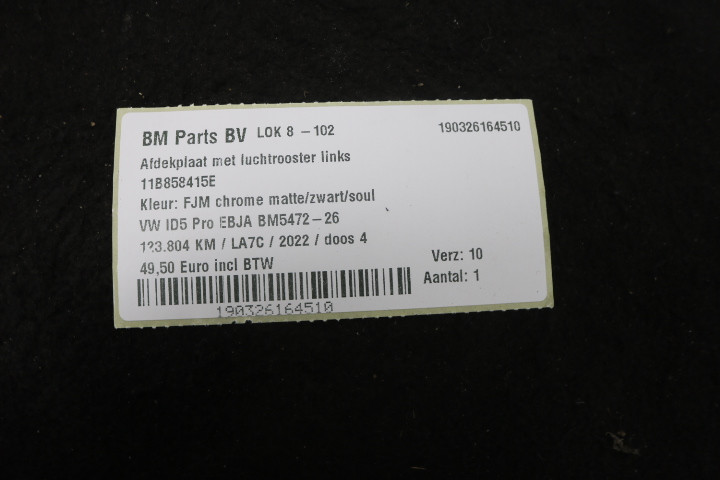 BM Parts BV LOK 8 - 102 190326164510
Afdekplaat met luchtrooster links
11B858415E
Kleur: FJM chrome matte/zwart/soul
VW ID5 Pro EBJA BM5472-26
123.804 KM / LA7C / 2022 / doos 4
49,50 Euro incl BTW Verz: 10
Aantal: 1
190326164510